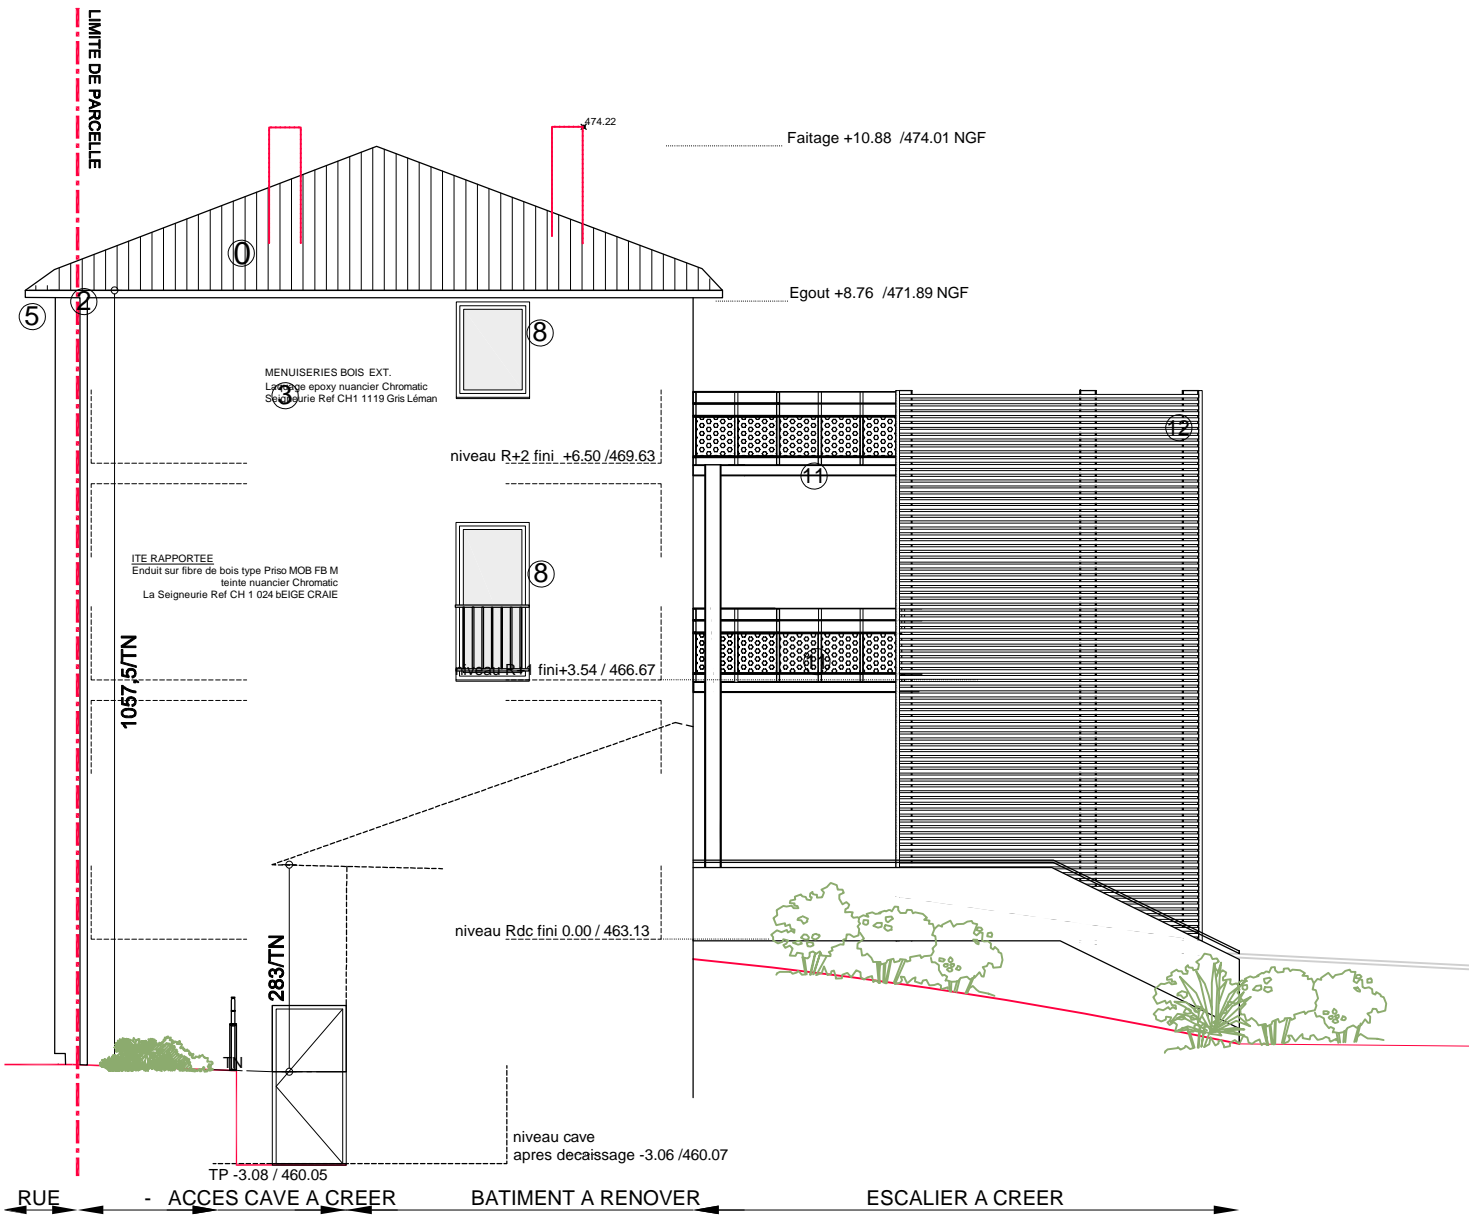 LIMITE DE PARCELLE
474.22
Faitage +10.88 /474.01 NGF
0
2
5
Egout +8.76 /471.89 NGF
8
MENUISERIES BOIS EXT.
Laquage epoxy nuancier Chromatic
Seigneurie Ref CH1 1119 Gris Léman
3
12
niveau R+2 fini +6.50 /469.63
11
ITE RAPPORTEE
Enduit sur fibre de bois type Priso MOB FB M
teinte nuancier Chromatic
La Seigneurie Ref CH 1 024 bEIGE CRAIE
8
1057,5/TN
niveau R+1 fini+3.54 / 466.67
11
niveau Rdc fini 0.00 / 463.13
283/TN
TN
niveau cave
apres decaissage -3.06 /460.07
TP -3.08 / 460.05
RUE - ACCES CAVE A CREER BATIMENT A RENOVER ESCALIER A CREER